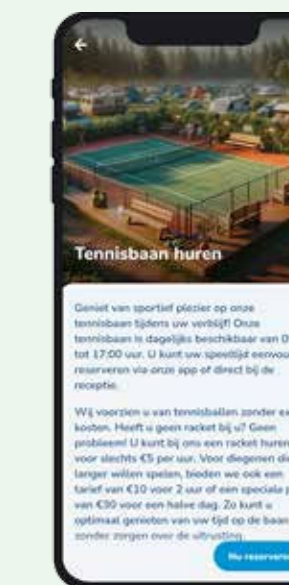 Tennisbaan huren
Geniet van sportief plezier op onze
tennisbaan tijdens uw verblijf! Onze
tennisbaan is dagelijks beschikbaar van 0
tot 17:00 uur. U kunt uw speeltijd eenvou
reserveren via onze app of direct bij de
receptie.
Wij voorzien u van tennisballen zonder ex
kosten. Heeft u geen racket bij u? Geen
probleem! U kunt bij ons een racket huren
voor slechts €5 per uur. Voor diegenen die
langer willen spelen, bieden we ook een
tarief van €10 voor 2 uur of een speciale p
van €30 voor een halve dag. Zo kunt u
optimaal genieten van uw tijd op de baan
zonder zorgen over de uitrusting.
Nu reserveren